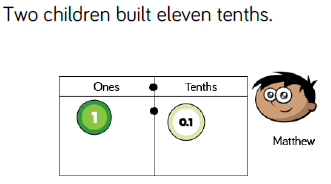 Two children built eleven tenths.
Ones Tenths
1 0.1
Matthew